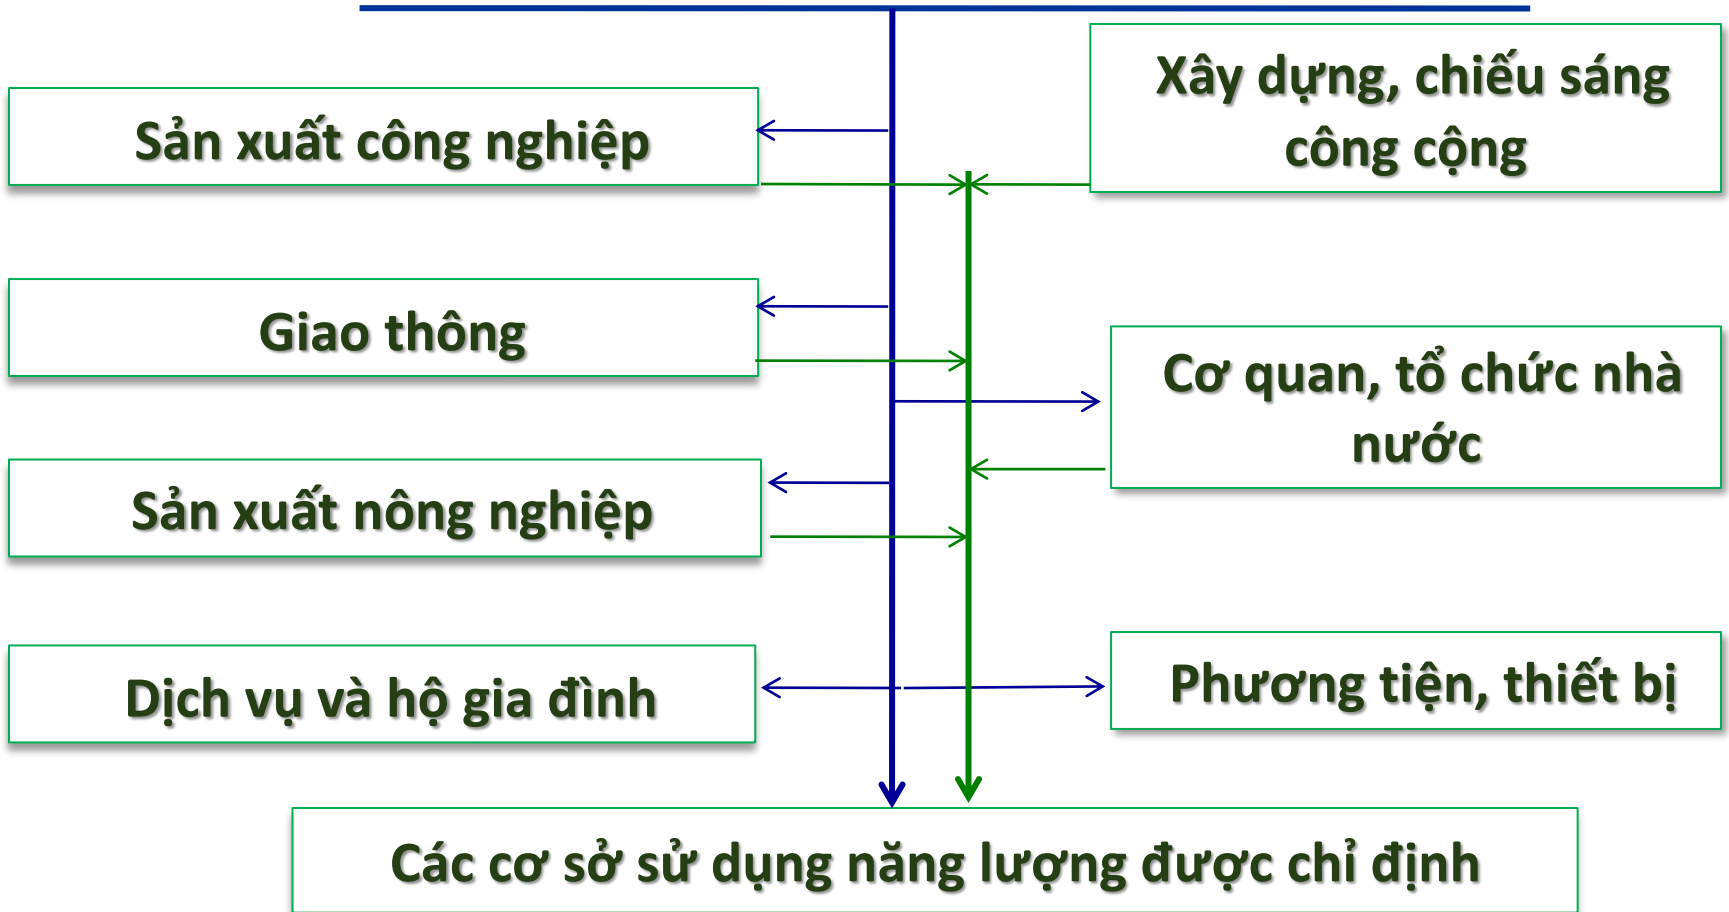 Xây dựng, chiếu sáng
công cộng
Sản xuất công nghiệp
Giao thông
Cơ quan, tổ chức nhà
nước
Sản xuất nông nghiệp
Dịch vụ và hộ gia đình
Phương tiện, thiết bị
Các cơ sở sử dụng năng lượng được chỉ định